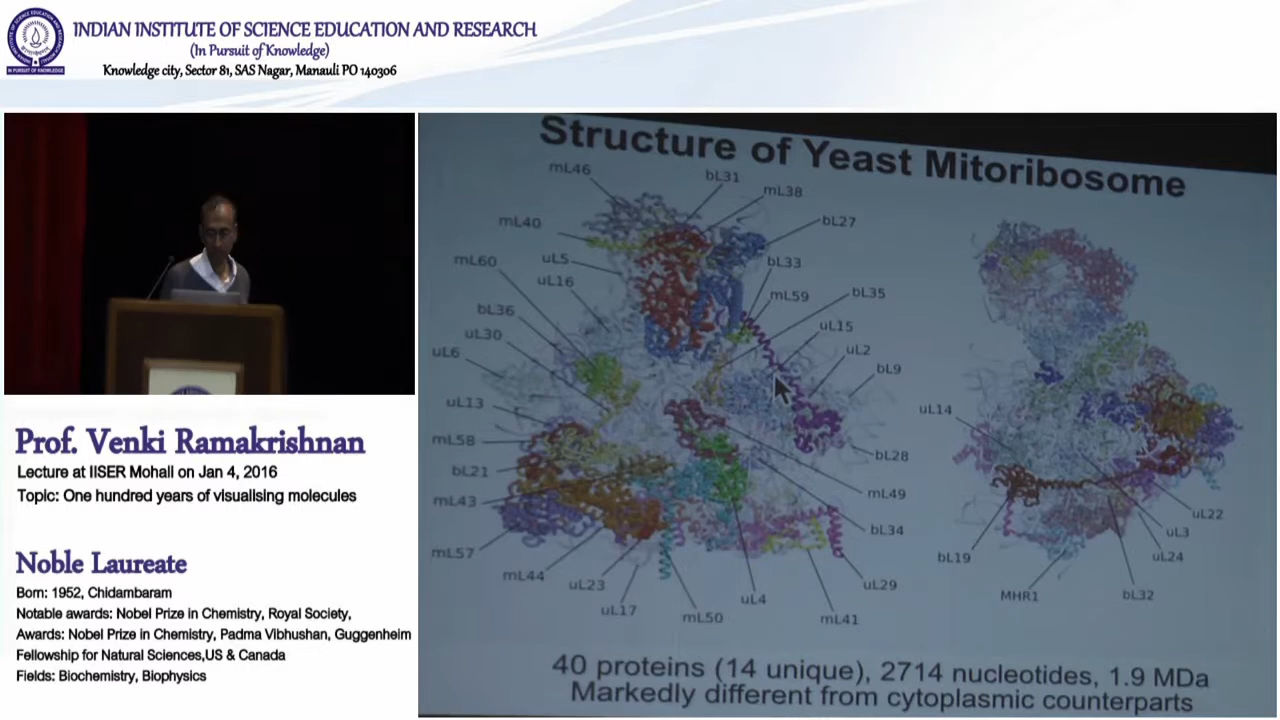 INDIAN INSTITUTE OF SCIENCE EDUCATION AND RESEARCH
(In Pursuit of Knowledge)
Knowledge city, Sector 81, SAS Nagar, Manauli PO 140306
IN PURSUIT OF KNOWLEDGE
Prof. Venki Ramakrishnan
Lecture at IISER Mohali on Jan 4, 2016
Topic: One hundred years of visualising molecules
Noble Laureate
Born: 1952, Chidambaram
Notable awards: Nobel Prize in Chemistry, Royal Society,
Awards: Nobel Prize in Chemistry, Padma Vibhushan, Guggenheim
Fellowship for Natural Sciences,US & Canada
Fields: Biochemistry, Biophysics
Structure of Yeast Mitoribosome
mL46
bL31
mL38
mL40
bL27
mL60
uL5
bL33
uL16
mL59
bL35
bL36
uL15
uL30
uL2
uL6
bL9
uL13
uL14
mL58
bL28
bL21
mL49
mL43
bL34
uL22
uL3
mL57
uL24
bL19
mL44
uL23
uL29
uL17
uL4
MHR1
bL32
mL50
mL41
40 proteins (14 unique), 2714 nucleotides, 1.9 MDa
Markedly different from cytoplasmic counterparts